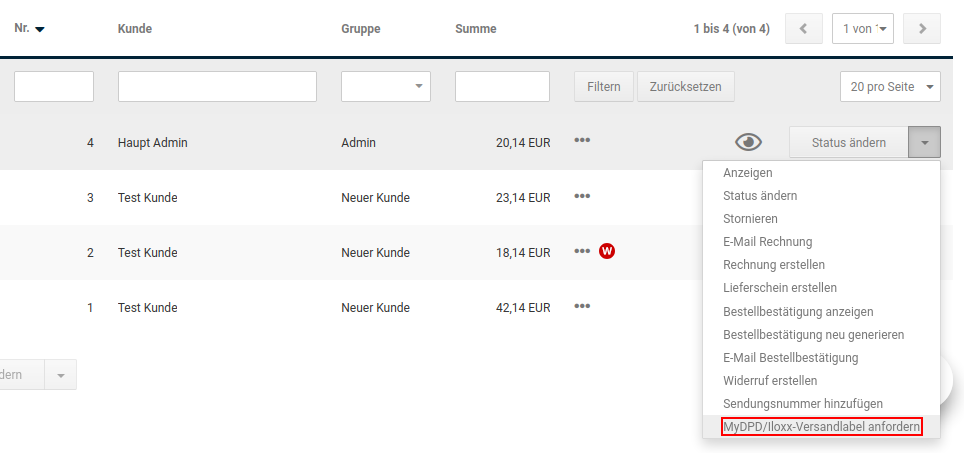 Nr. Kunde Gruppe Summe 1 bis 4 (von 4) 1 von
Filtern Zurücksetzen 20 pro Seite
4 Haupt Admin Admin 20,14 EUR Status ändern
Anzeigen
3 Test Kunde Neuer Kunde 23,14 EUR
Status ändern
Stornieren
E-Mail Rechnung
2 Test Kunde Neuer Kunde 18,14 EUR W
Rechnung erstellen
Lieferschein erstellen
1 Test Kunde Neuer Kunde 42,14 EUR
Bestellbestätigung anzeigen
Bestellbestätigung neu generieren
E-Mail Bestellbestätigung
dern
Widerruf erstellen
Sendungsnummer hinzufügen
MyDPD/Iloxx-Versandlabel anfordern